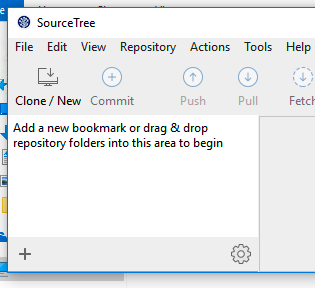 SourceTree
File Edit View Repository Actions Tools Help
Clone / New Commit Push Pull Fetch
Add a new bookmark or drag & drop
repository folders into this area to begin